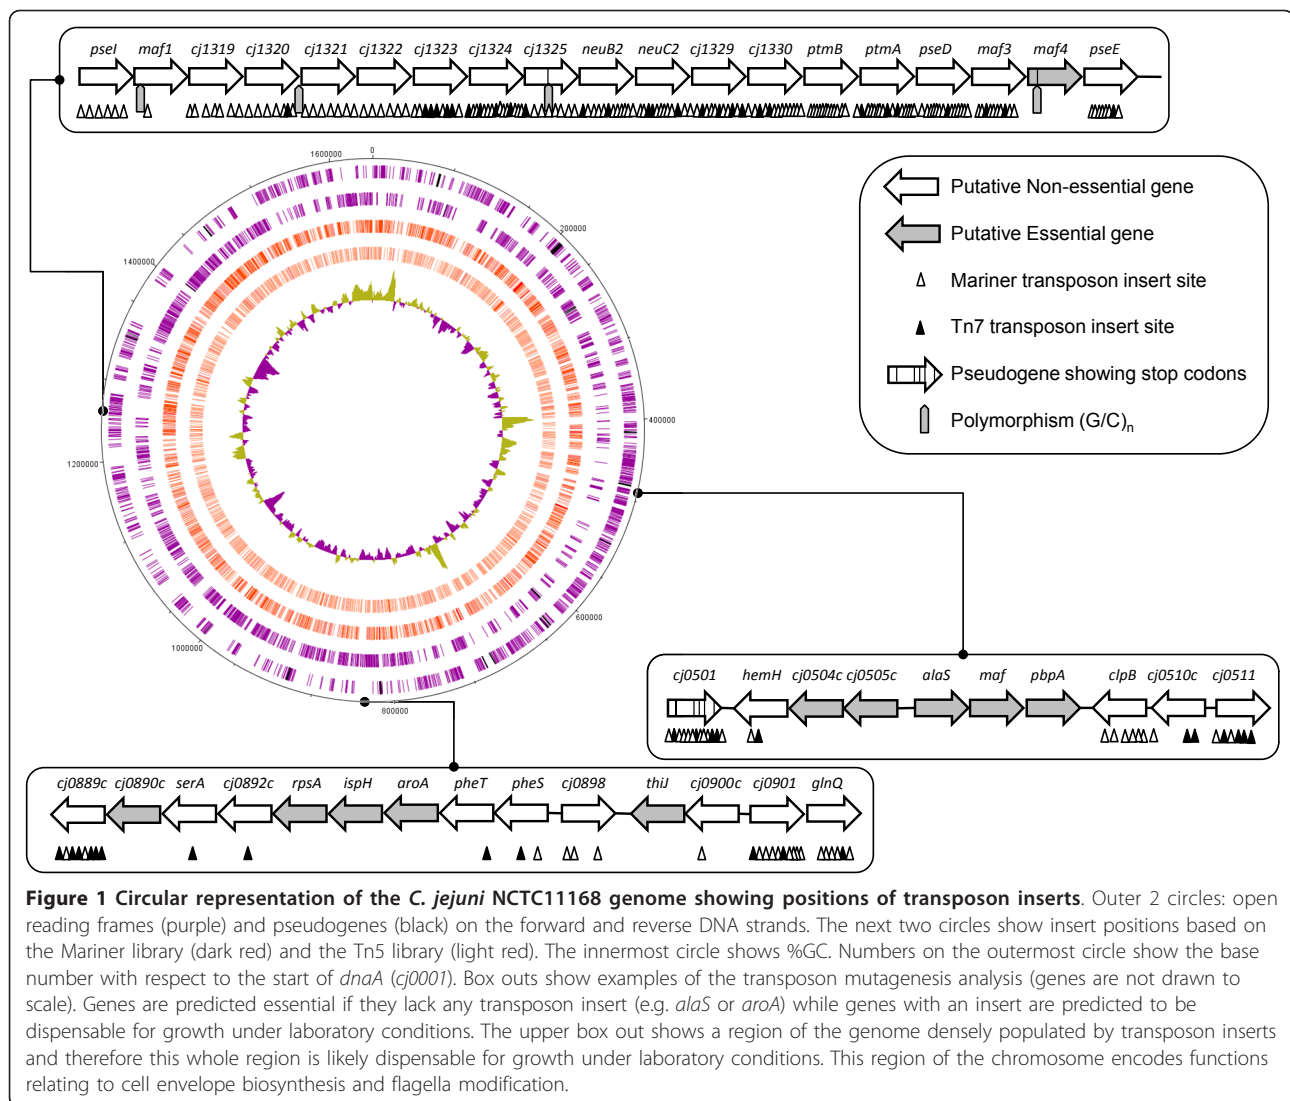 pseI maf1 cj1319 cj1320 cj1321 cj1322 cj1323 cj1324 cj1325 neuB2 neuC2 cj1329 cj1330 ptmB ptmA pseD maf3 maf4 pseE
0
200000
400000
600000
800000
1000000
1200000
1400000
1600000
Putative Non-essential gene
Putative Essential gene
Mariner transposon insert site
Tn7 transposon insert site
Pseudogene showing stop codons
Polymorphism (G/C)n
cj0501 hemH cj0504c cj0505c alaS maf pbpA clpB cj0510c cj0511
cj0889c cj0890c serA cj0892c rpsA ispH aroA pheT pheS cj0898 thiJ cj0900c cj0901 glnQ
Figure 1 Circular representation of the C. jejuni NCTC11168 genome showing positions of transposon inserts. Outer 2 circles: open
reading frames (purple) and pseudogenes (black) on the forward and reverse DNA strands. The next two circles show insert positions based on
the Mariner library (dark red) and the Tn5 library (light red). The innermost circle shows %GC. Numbers on the outermost circle show the base
number with respect to the start of dnaA (cj0001). Box outs show examples of the transposon mutagenesis analysis (genes are not drawn to
scale). Genes are predicted essential if they lack any transposon insert (e.g. alaS or aroA) while genes with an insert are predicted to be
dispensable for growth under laboratory conditions. The upper box out shows a region of the genome densely populated by transposon inserts
and therefore this whole region is likely dispensable for growth under laboratory conditions. This region of the chromosome encodes functions
relating to cell envelope biosynthesis and flagella modification.